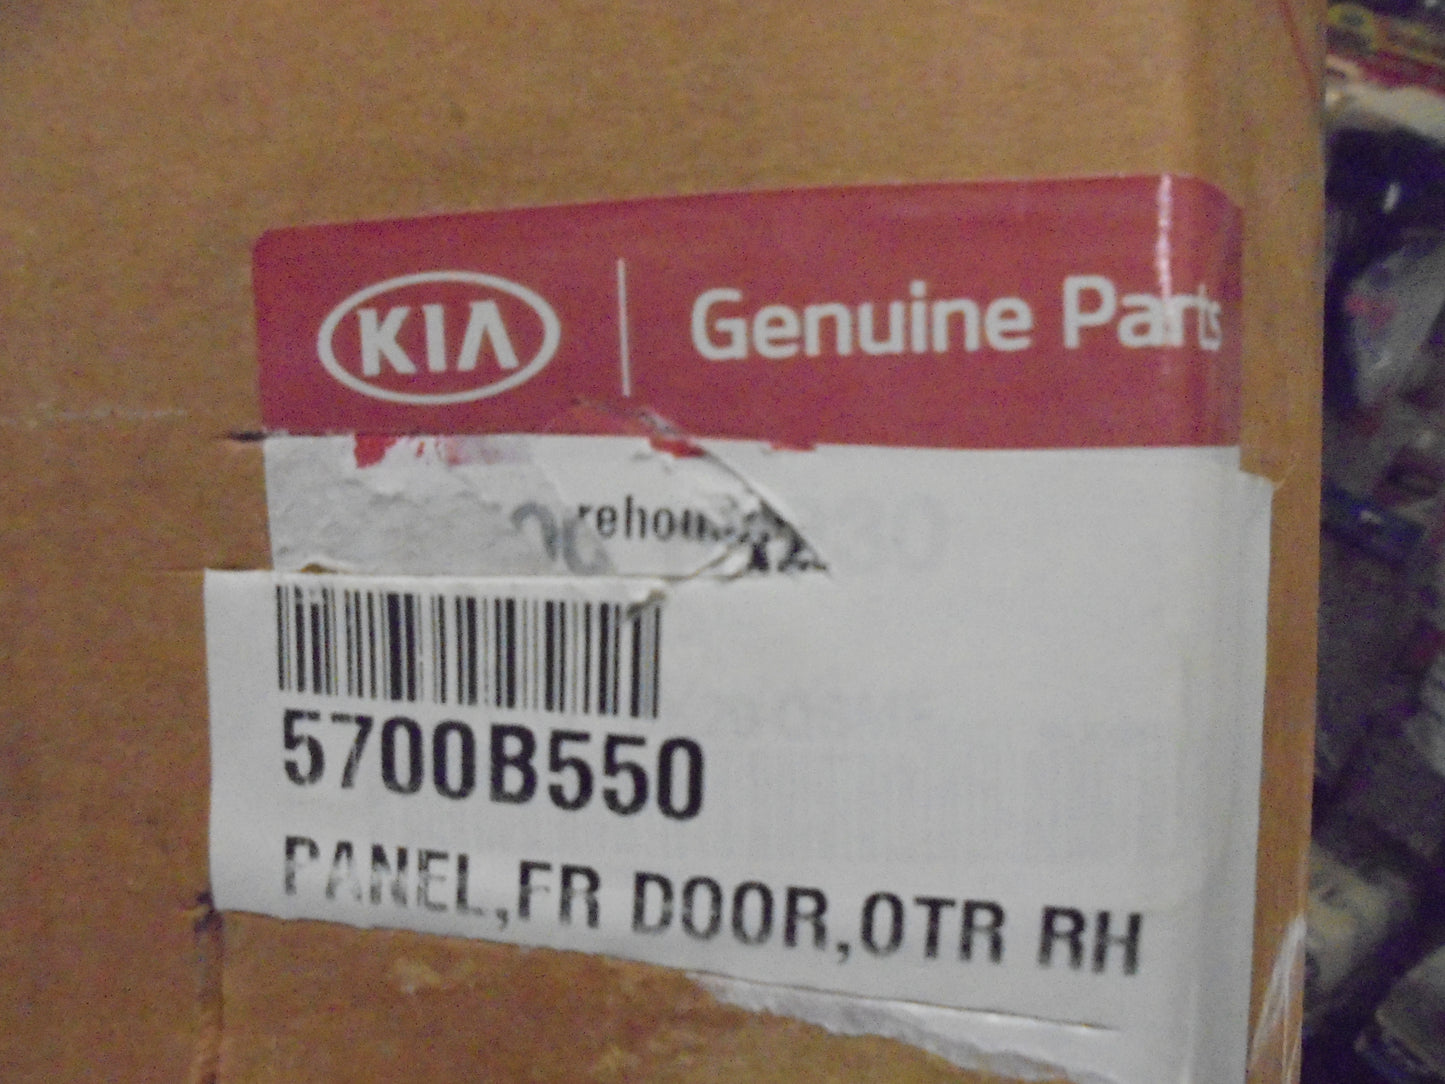 KIA Genuine Parts
5700B550
PANEL,FR DOOR,OTR RH